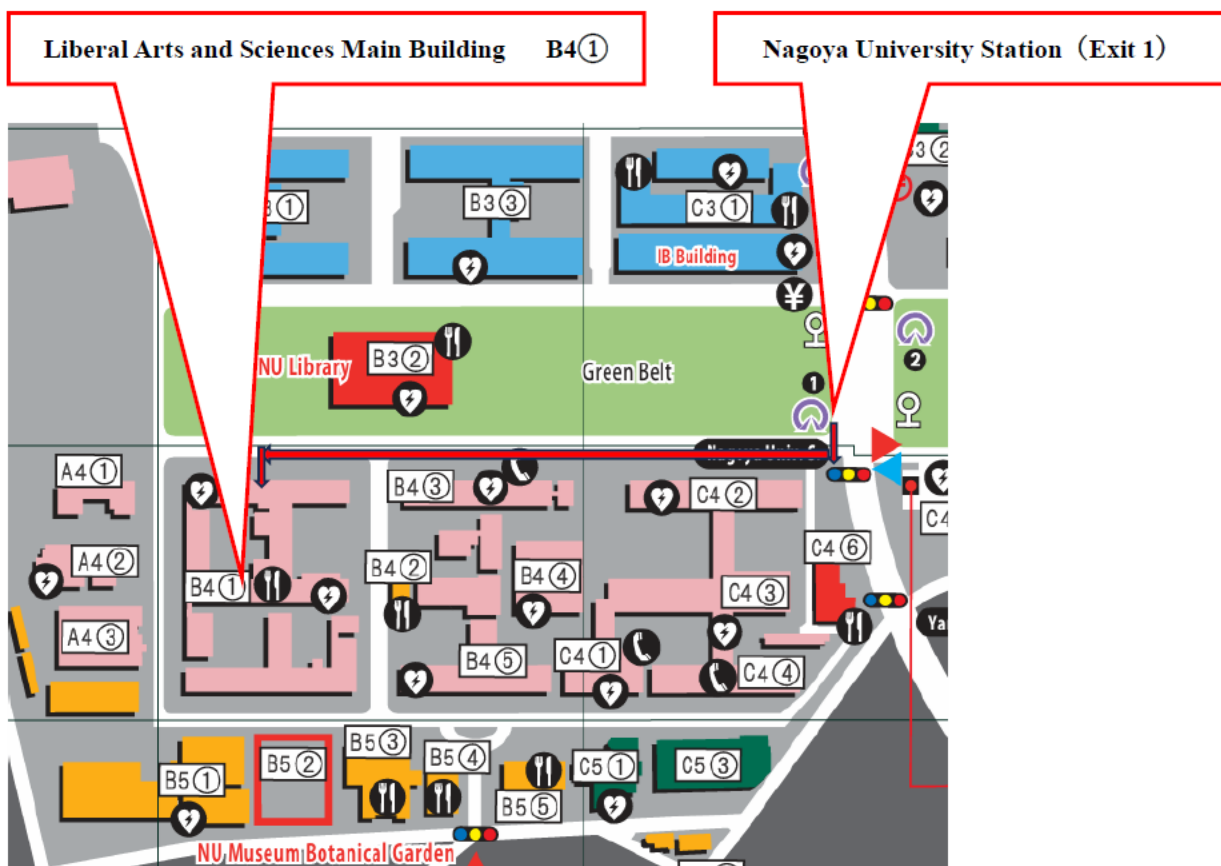 Liberal Arts and Sciences Main Building B4①
Nagoya University Station（Exit 1）
B3③
C3①
IB Building
¥
NU Library
B3②
Green Belt
1
2
A4①
B4③
C4②
A4②
B4①
B4②
B4④
C4⑥
C4③
A4③
B4⑤
C4①
C4④
B5①
B5②
B5③
B5④
B5⑤
C5①
C5③
NU Museum Botanical Garden